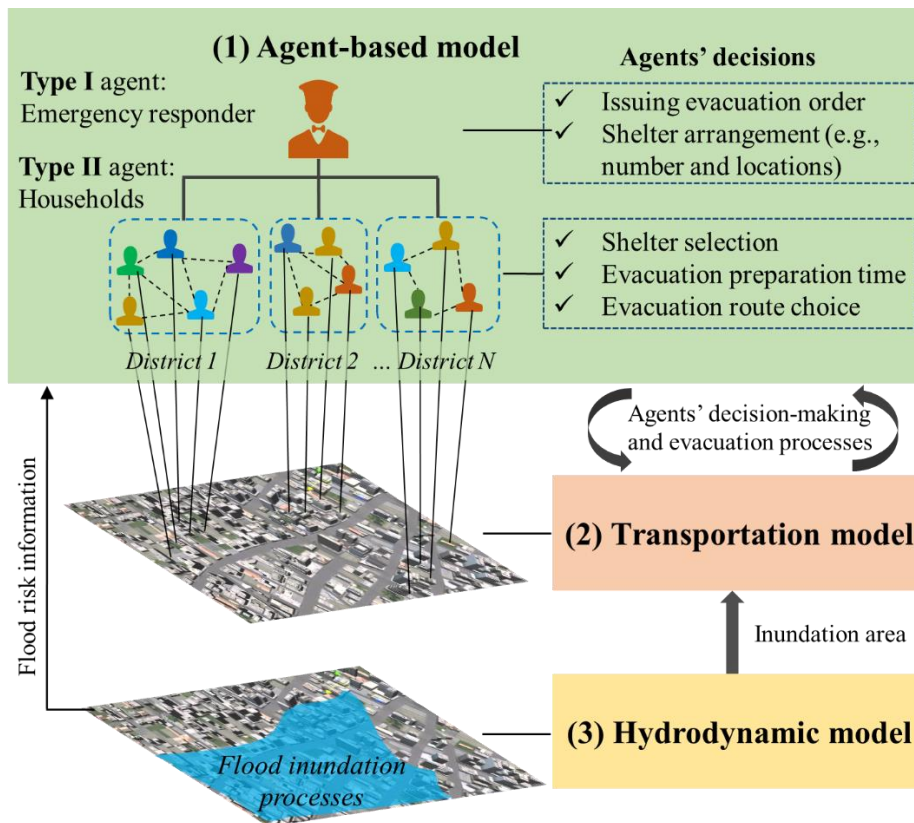 (1) Agent-based model
Type I agent:
Emergency responder
Type II agent:
Households
Agents' decisions
✓ Issuing evacuation order
✓ Shelter arrangement (e.g.,
number and locations)
✓ Shelter selection
✓ Evacuation preparation time
✓ Evacuation route choice
District 1
District 2
... District N
Flood risk information
Agents' decision-making
and evacuation processes
(2) Transportation model
Inundation area
(3) Hydrodynamic model
Flood inundation
processes